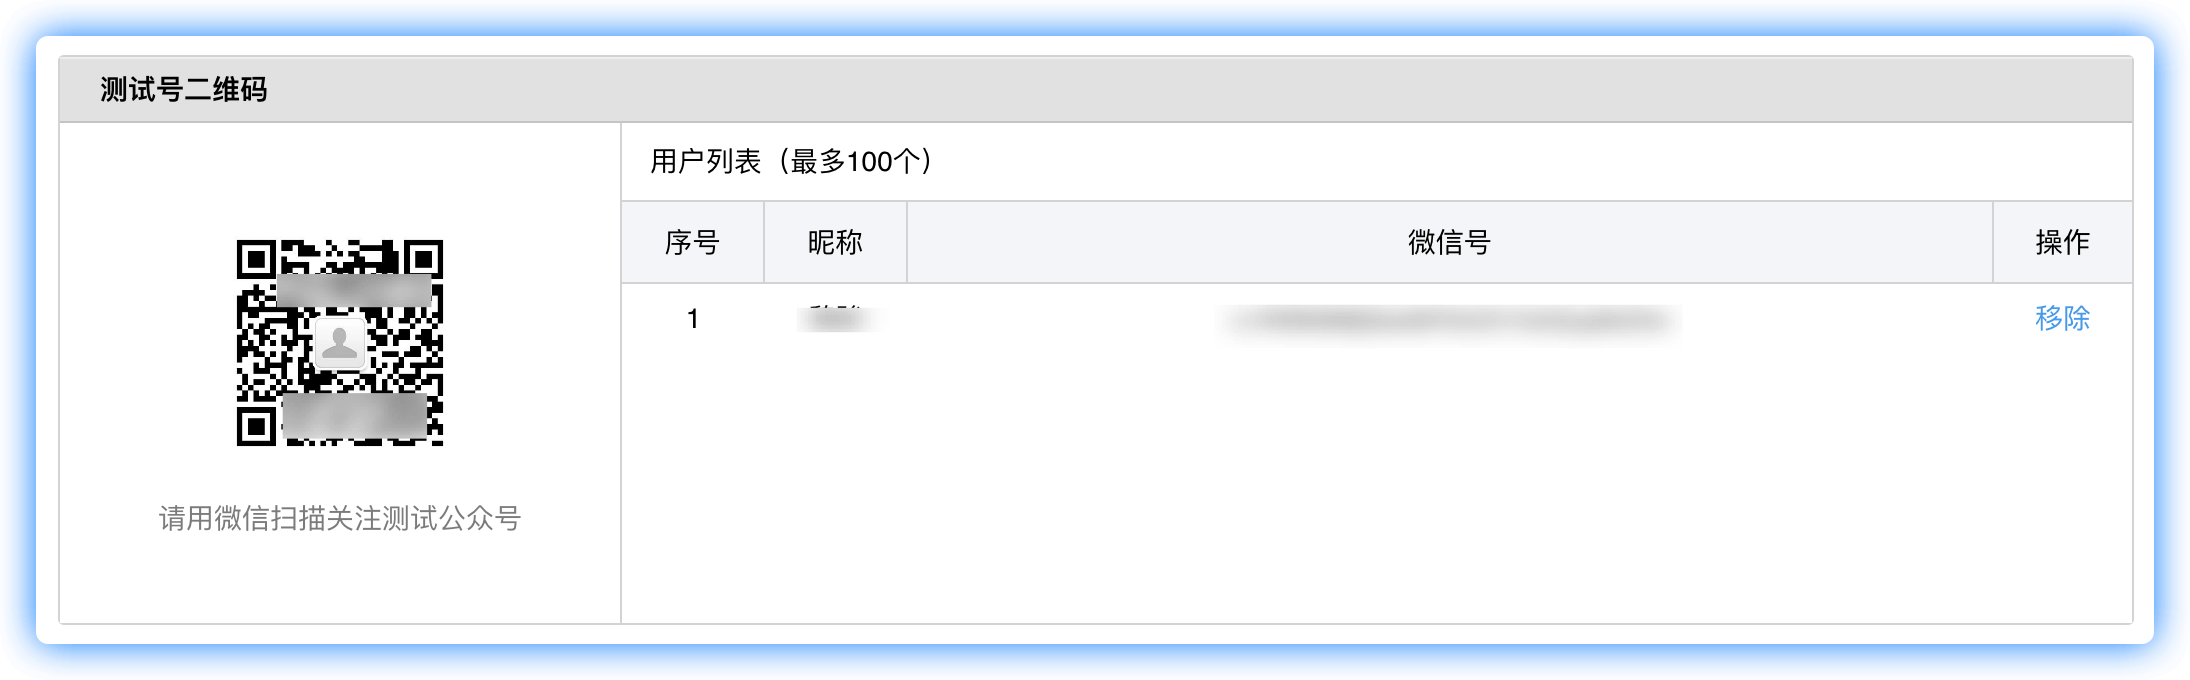 测试号二维码
用户列表（最多100个）
序号 昵称 微信号 操作
1 移除
请用微信扫描关注测试公众号